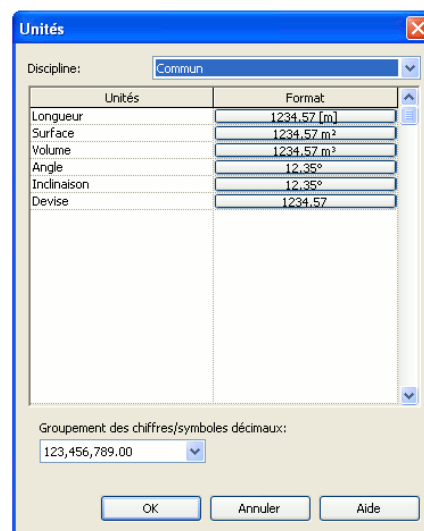 Unités
Discipline: Commun
Unités Format
Longueur 1234.57 [m]
Surface 1234.57 m²
Volume 1234.57 m³
Angle 12.35°
Inclinaison 12.35°
Devise 1234.57
Groupement des chiffres/symboles décimaux:
123,456,789.00
OK Annuler Aide